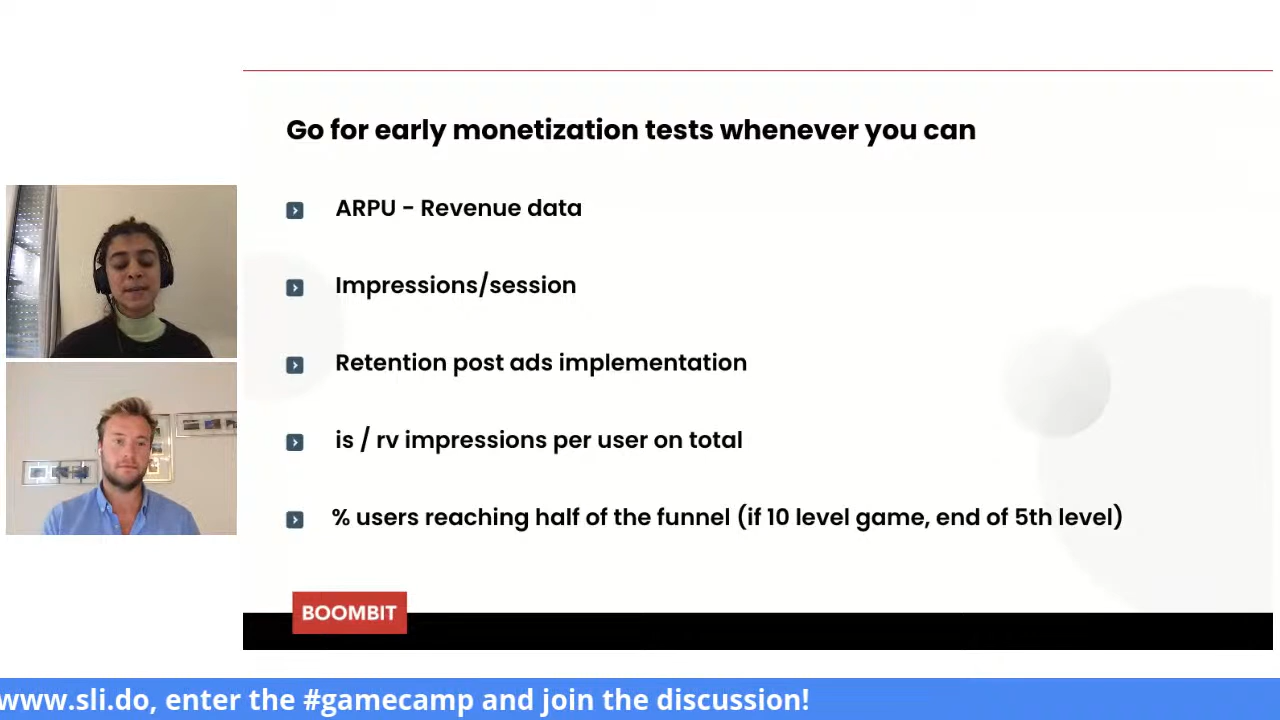 Go for early monetization tests whenever you can
ARPU - Revenue data
Impressions/session
Retention post ads implementation
is / rv impressions per user on total
% users reaching half of the funnel (if 10 level game, end of 5th level)
BOOMBIT
www.sli.do, enter the #gamecamp and join the discussion!